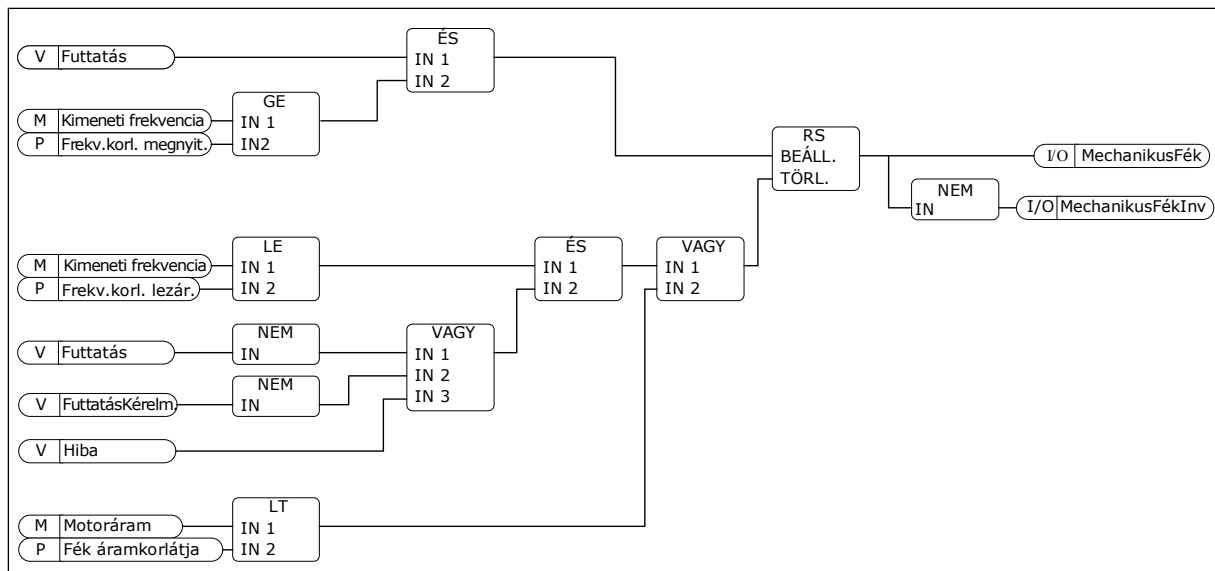 ÉS
V Futtatás IN 1
IN 2
GE
M Kimeneti frekvencia IN 1
P Frekv.korl. megnyit. IN2
RS
BEÁLL. I/O MechanikusFék
TÖRL.
NEM
IN I/O MechanikusFékInv
LE ÉS VAGY
M Kimeneti frekvencia IN 1 IN 1 IN 1
P Frekv.korl. lezár. IN 2 IN 2 IN 2
NEM VAGY
V Futtatás IN IN 1
NEM IN 2
V FuttatásKérelm. IN IN 3
V Hiba
LT
M Motoráram IN 1
P Fék áramkorlátja IN 2